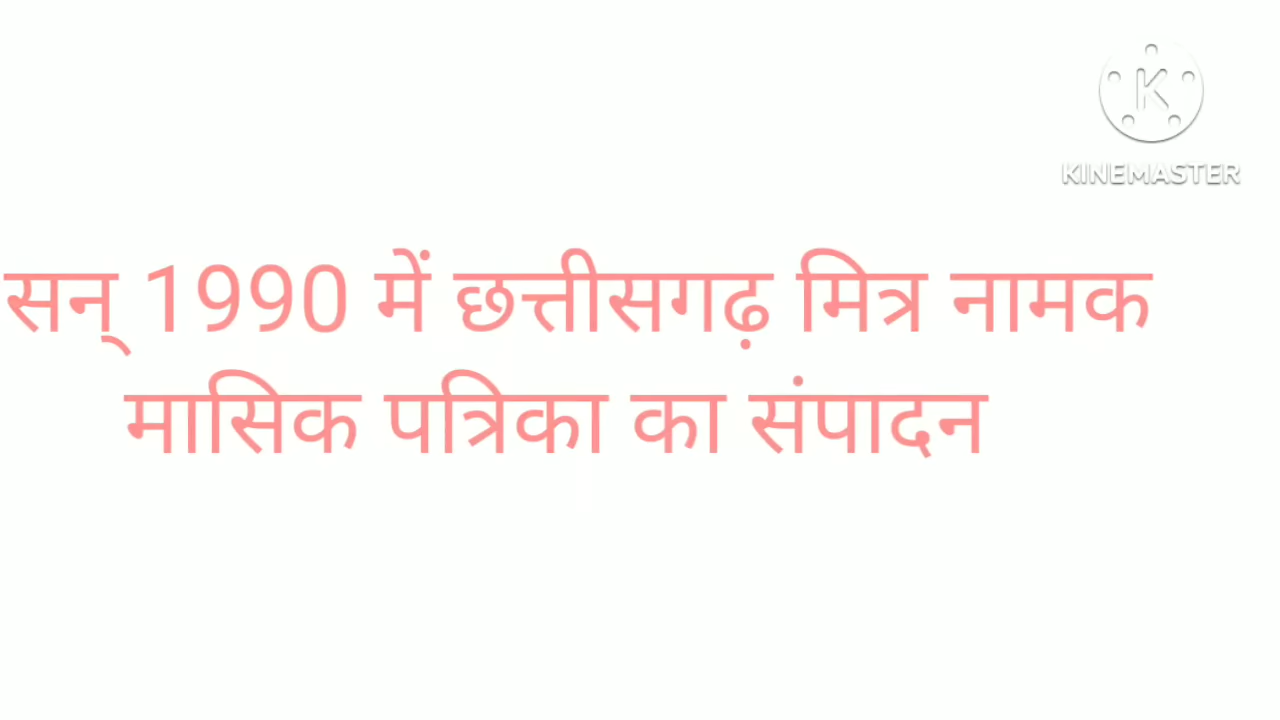 KINEMASTER
सन् 1990 में छत्तीसगढ़ मित्र नामक
मासिक पत्रिका का संपादन